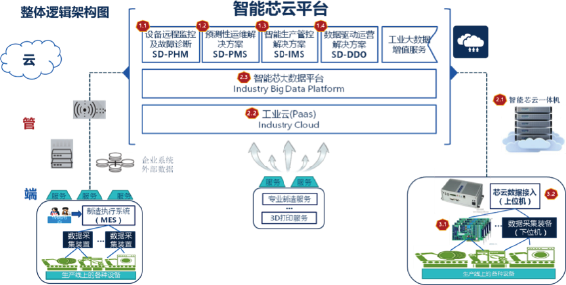 整体逻辑架构图
智能芯云平台
云
1.1
设备远程监控
及故障诊断
SD-PHM
1.2
预测性运维解
决方案
SD-PMS
1.3
智能生产管控
解决方案
SD-IMS
1.4
数据驱动运营
解决方案
SD-DDO
工业大数据
增值服务
2.3
智能芯大数据平台
Industry Big Data Platform
2.2
工业云(Paas)
Industry Cloud
2.1
智能芯云一体机
管
企业系统
外部数据
端
服务
服务
服务
制造执行系统
(MES)
数据采
集装置
...
数据采
集装置
生产线上的各种设备
服务
服务
专业制造服务
...
3D打印服务
芯云数据接入
(上位机)
3.2
3.1
数据采集装备
(下位机)
生产线上的各种设备